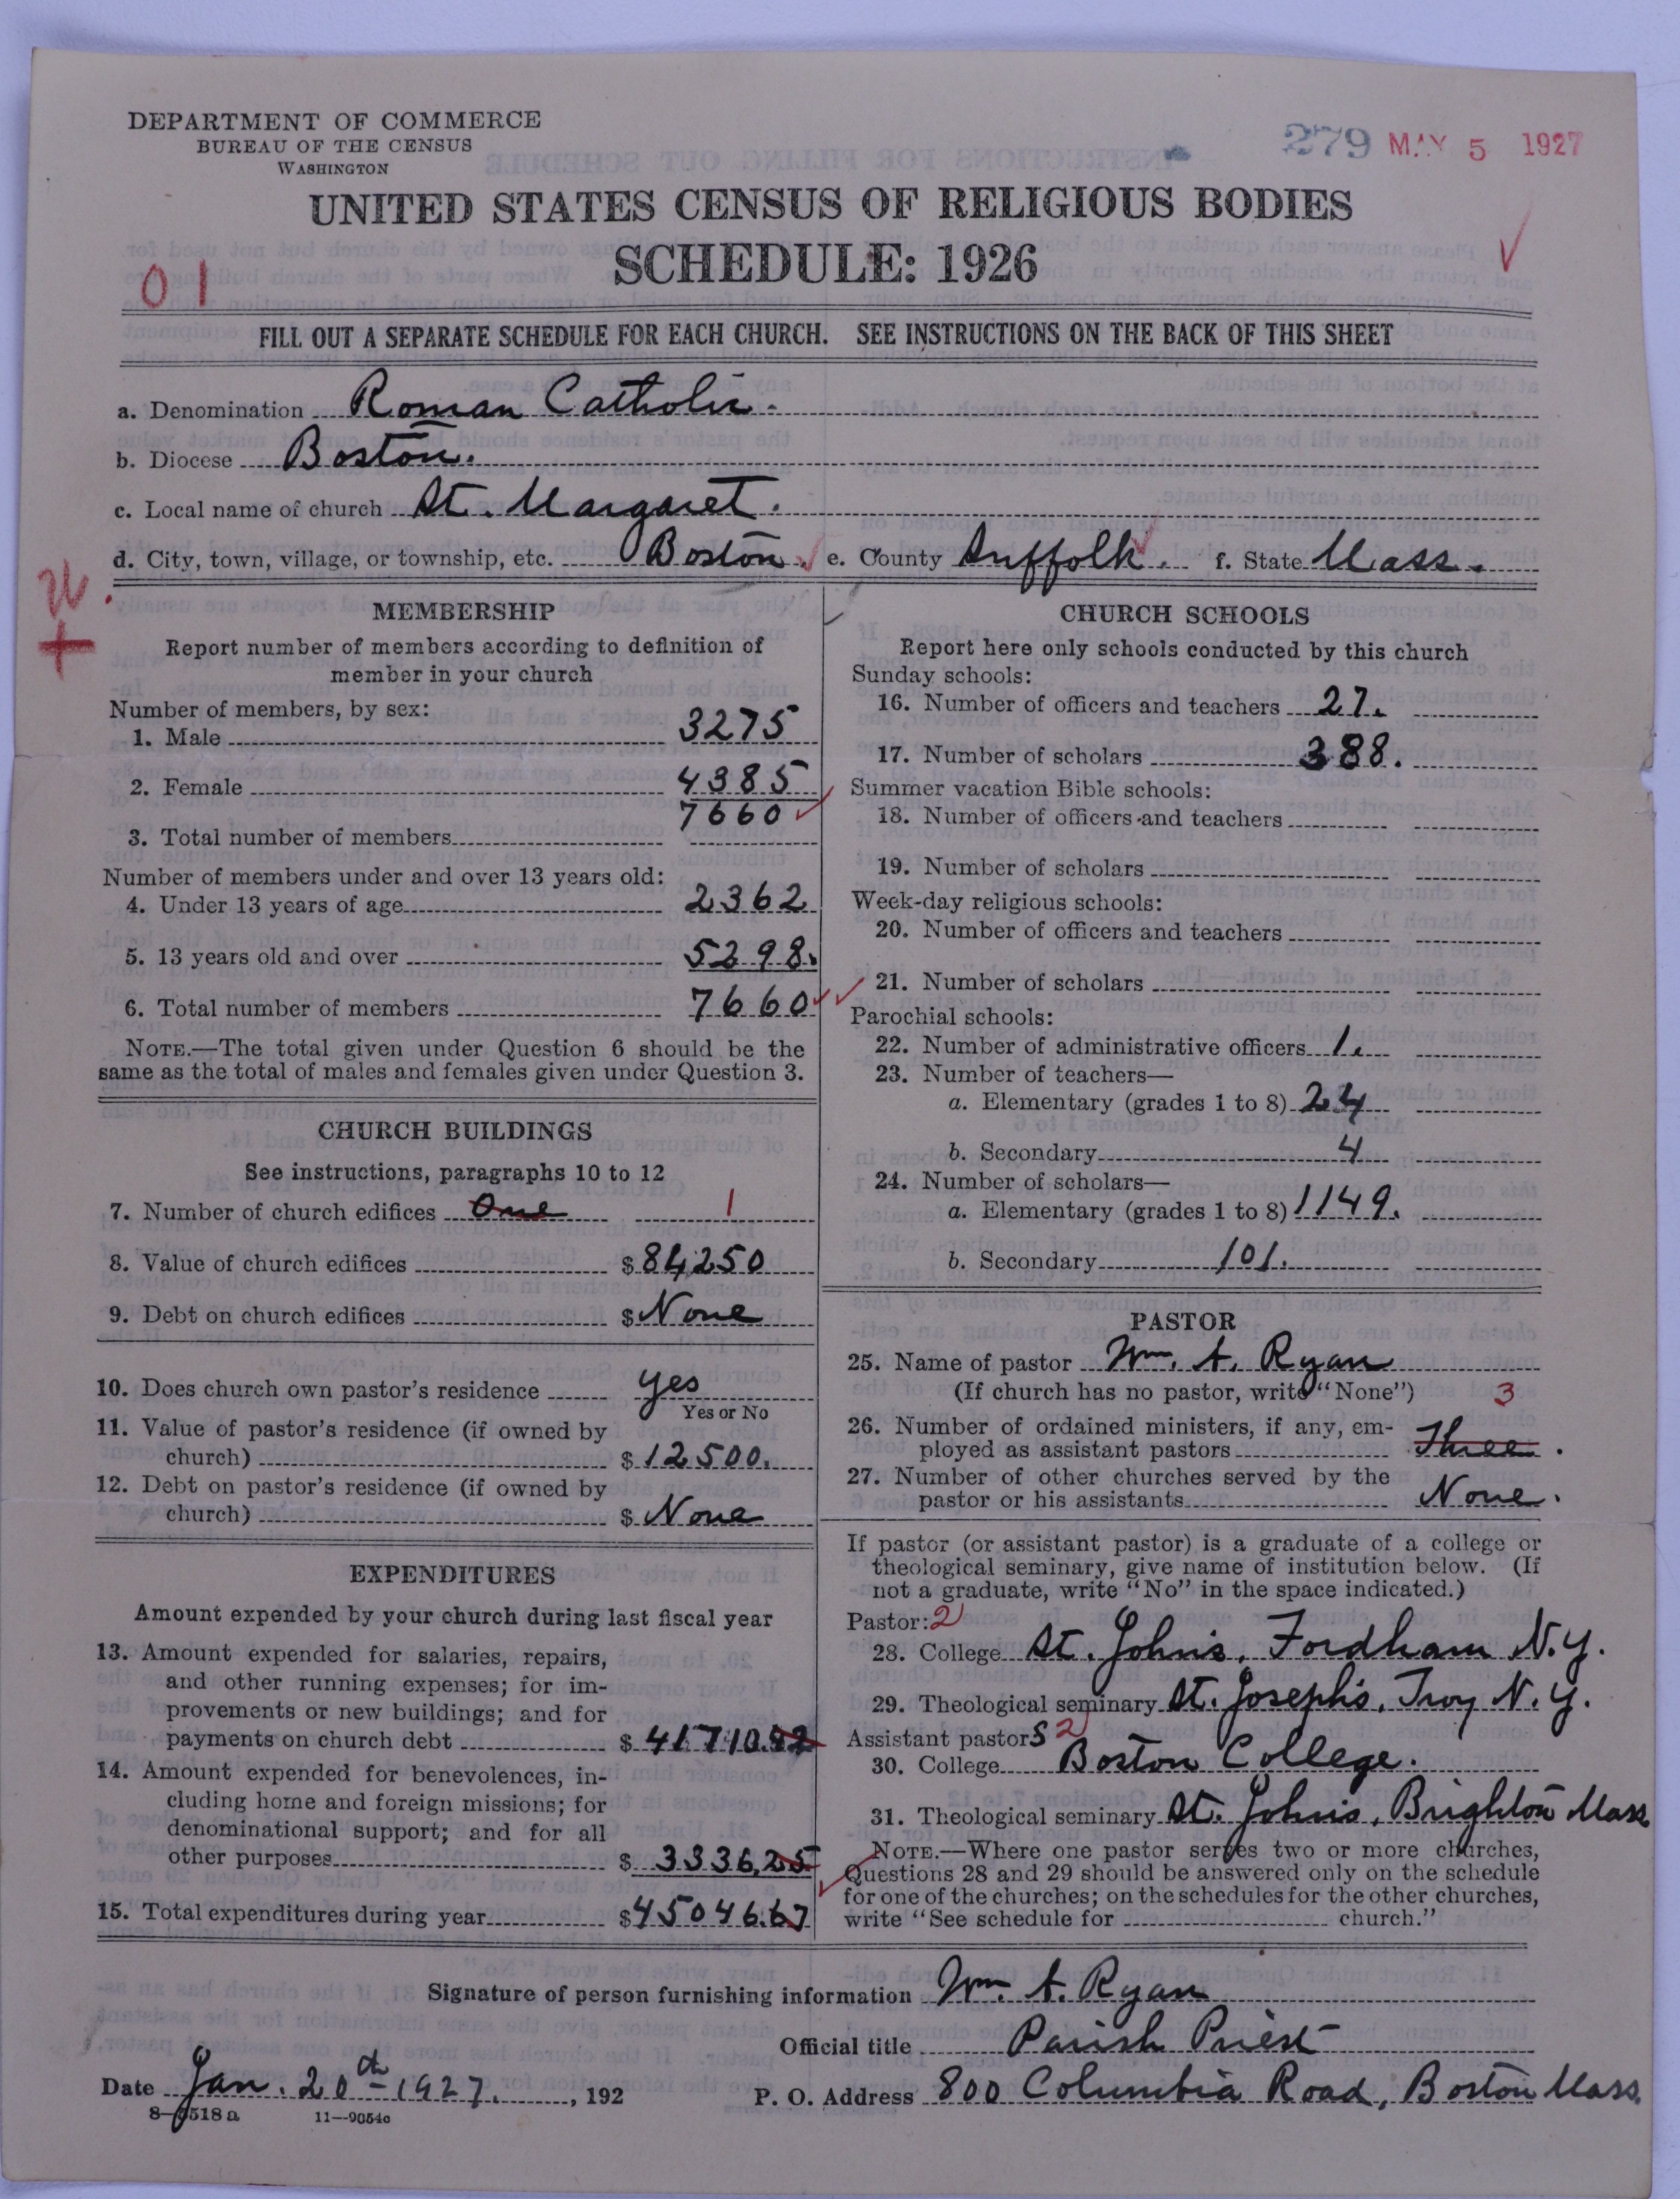 DEPARTMENT OF COMMERCE
BUREAU OF THE CENSUS
WASHINGTON
279 MAY 5 1927
UNITED STATES CENSUS OF RELIGIOUS BODIES
SCHEDULE: 1926
01
FILL OUT A SEPARATE SCHEDULE FOR EACH CHURCH. SEE INSTRUCTIONS ON THE BACK OF THIS SHEET
a. Denomination Roman Catholic.
b. Diocese Boston.
c. Local name of church St. Margaret.
d. City, town, village, or township, etc. Boston. e. County Suffolk. f. State Mass.
MEMBERSHIP
Report number of members according to definition of
member in your church
Number of members, by sex:
1. Male 3275
2. Female 4385
7660
3. Total number of members
Number of members under and over 13 years old:
4. Under 13 years of age 2362
5. 13 years old and over 5298.
6. Total number of members 7660
NOTE.—The total given under Question 6 should be the
same as the total of males and females given under Question 3.
CHURCH BUILDINGS
See instructions, paragraphs 10 to 12
7. Number of church edifices One 1
8. Value of church edifices $84250
9. Debt on church edifices $None
10. Does church own pastor's residence yes
Yes or No
11. Value of pastor's residence (if owned by
church) $12500.
12. Debt on pastor's residence (if owned by
church) $None
EXPENDITURES
Amount expended by your church during last fiscal year
13. Amount expended for salaries, repairs,
and other running expenses; for im-
provements or new buildings; and for
payments on church debt $41710.42
14. Amount expended for benevolences, in-
cluding home and foreign missions; for
denominational support; and for all
other purposes $3336,25
15. Total expenditures during year $45046.67
CHURCH SCHOOLS
Report here only schools conducted by this church
Sunday schools:
16. Number of officers and teachers 27.
17. Number of scholars 388.
Summer vacation Bible schools:
18. Number of officers and teachers
19. Number of scholars
Week-day religious schools:
20. Number of officers and teachers
21. Number of scholars
Parochial schools:
22. Number of administrative officers 1.
23. Number of teachers—
a. Elementary (grades 1 to 8) 24
b. Secondary 4
24. Number of scholars—
a. Elementary (grades 1 to 8) 1149.
b. Secondary 101.
PASTOR
25. Name of pastor Wm. A. Ryan
(If church has no pastor, write "None") 3
26. Number of ordained ministers, if any, em-
ployed as assistant pastors Three.
27. Number of other churches served by the
pastor or his assistants None.
If pastor (or assistant pastor) is a graduate of a college or
theological seminary, give name of institution below. (If
not a graduate, write "No" in the space indicated.)
Pastor: 2
28. College St. John's, Fordham N.Y.
29. Theological seminary St. Joseph's, Troy N.Y.
Assistant pastorS 2
30. College Boston College.
31. Theological seminary St. John's, Brighton Mass
NOTE.—Where one pastor serves two or more churches,
Questions 28 and 29 should be answered only on the schedule
for one of the churches; on the schedules for the other churches,
write "See schedule for church."
Signature of person furnishing information Wm. A. Ryan
Official title Parish Priest
Date Jan. 20th 1927., 192 P. O. Address 800 Columbia Road, Boston Mass.
8—9518a 11—9054c